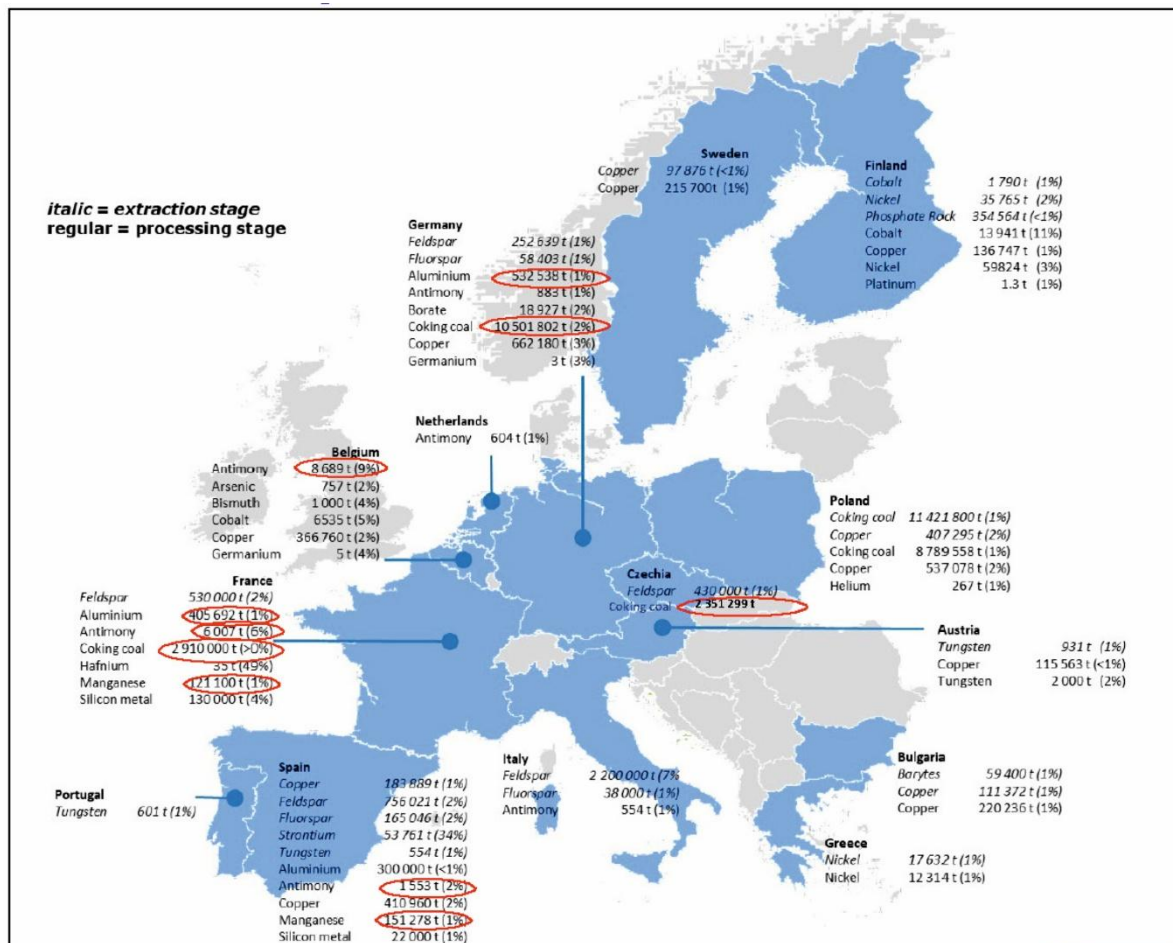 Sweden
Copper 97 876 t (<1%)
Copper 215 700 t (1%)
Finland
Cobalt 1 790 t (1%)
Nickel 35 765 t (2%)
Phosphate Rock 354 564 t (<1%)
Cobalt 13 941 t (11%)
Copper 136 747 t (1%)
Nickel 59824 t (3%)
Platinum 1.3 t (1%)
italic = extraction stage
regular = processing stage
Germany
Feldspar 252 639 t (1%)
Fluorspar 58 403 t (1%)
Aluminium 532 538 t (1%)
Antimony 883 t (1%)
Borate 18 927 t (2%)
Coking coal 10 501 802 t (2%)
Copper 662 180 t (3%)
Germanium 3 t (3%)
Netherlands
Antimony 604 t (1%)
Belgium
Antimony 8 689 t (9%)
Arsenic 757 t (2%)
Bismuth 1 000 t (4%)
Cobalt 6535 t (5%)
Copper 366 760 t (2%)
Germanium 5 t (4%)
Poland
Coking coal 11 421 800 t (1%)
Copper 407 295 t (2%)
Coking coal 8 789 558 t (1%)
Copper 537 078 t (2%)
Helium 267 t (1%)
France
Feldspar 530 000 t (2%)
Aluminium 405 692 t (1%)
Antimony 6 007 t (6%)
Coking coal 2 910 000 t (>0%)
Hafnium 35 t (49%)
Manganese 121 100 t (1%)
Silicon metal 130 000 t (4%)
Czechia
Feldspar 430 000 t (1%)
Coking coal 2 351 299 t
Austria
Tungsten 931 t (1%)
Copper 115 563 t (<1%)
Tungsten 2 000 t (2%)
Portugal
Tungsten 601 t (1%)
Spain
Copper 183 889 t (1%)
Feldspar 756 021 t (2%)
Fluorspar 165 046 t (2%)
Strontium 53 761 t (34%)
Tungsten 554 t (1%)
Aluminium 300 000 t (<1%)
Antimony 1 553 t (2%)
Copper 410 960 t (2%)
Manganese 151 278 t (1%)
Silicon metal 22 000 t (1%)
Italy
Feldspar 2 200 000 t (7%
Fluorspar 38 000 t (1%)
Antimony 554 t (1%)
Bulgaria
Barytes 59 400 t (1%)
Copper 111 372 t (1%)
Copper 220 236 t (1%)
Greece
Nickel 17 632 t (1%)
Nickel 12 314 t (1%)